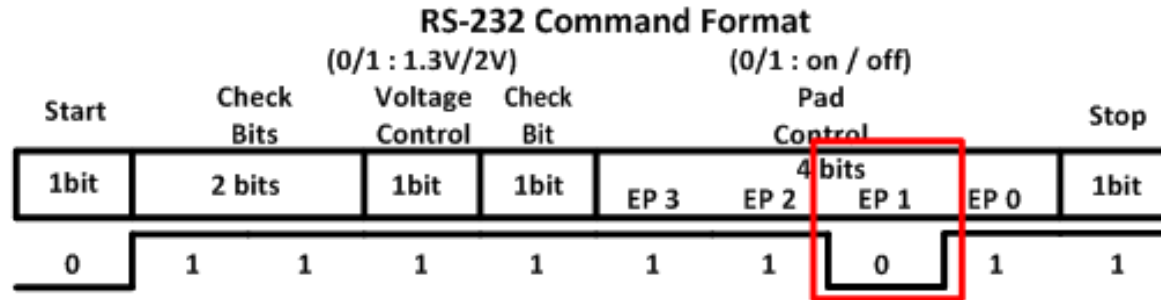 RS-232 Command Format
(0/1 : 1.3V/2V) (0/1 : on / off)
Start Check Bits Voltage Control Check Bit Pad Control Stop
1bit 2 bits 1bit 1bit 4 bits 1bit
EP 3 EP 2 EP 1 EP 0
0 1 1 1 1 1 1 0 1 1